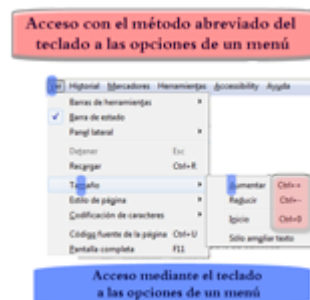 Acceso con el método abreviado del
teclado a las opciones de un menú
Ver Historial Marcadores Herramientas Accessibility Ayuda
Barras de herramientas
Barra de estado
Panel lateral
Detener Esc
Recargar Ctrl+R
Tamaño
Aumentar Ctrl++
Estilo de página
Reducir Ctrl+-
Codificación de caracteres
Inicio Ctrl+0
Código fuente de la página Ctrl+U
Sólo ampliar texto
Pantalla completa F11
Acceso mediante el teclado
a las opciones de un menú